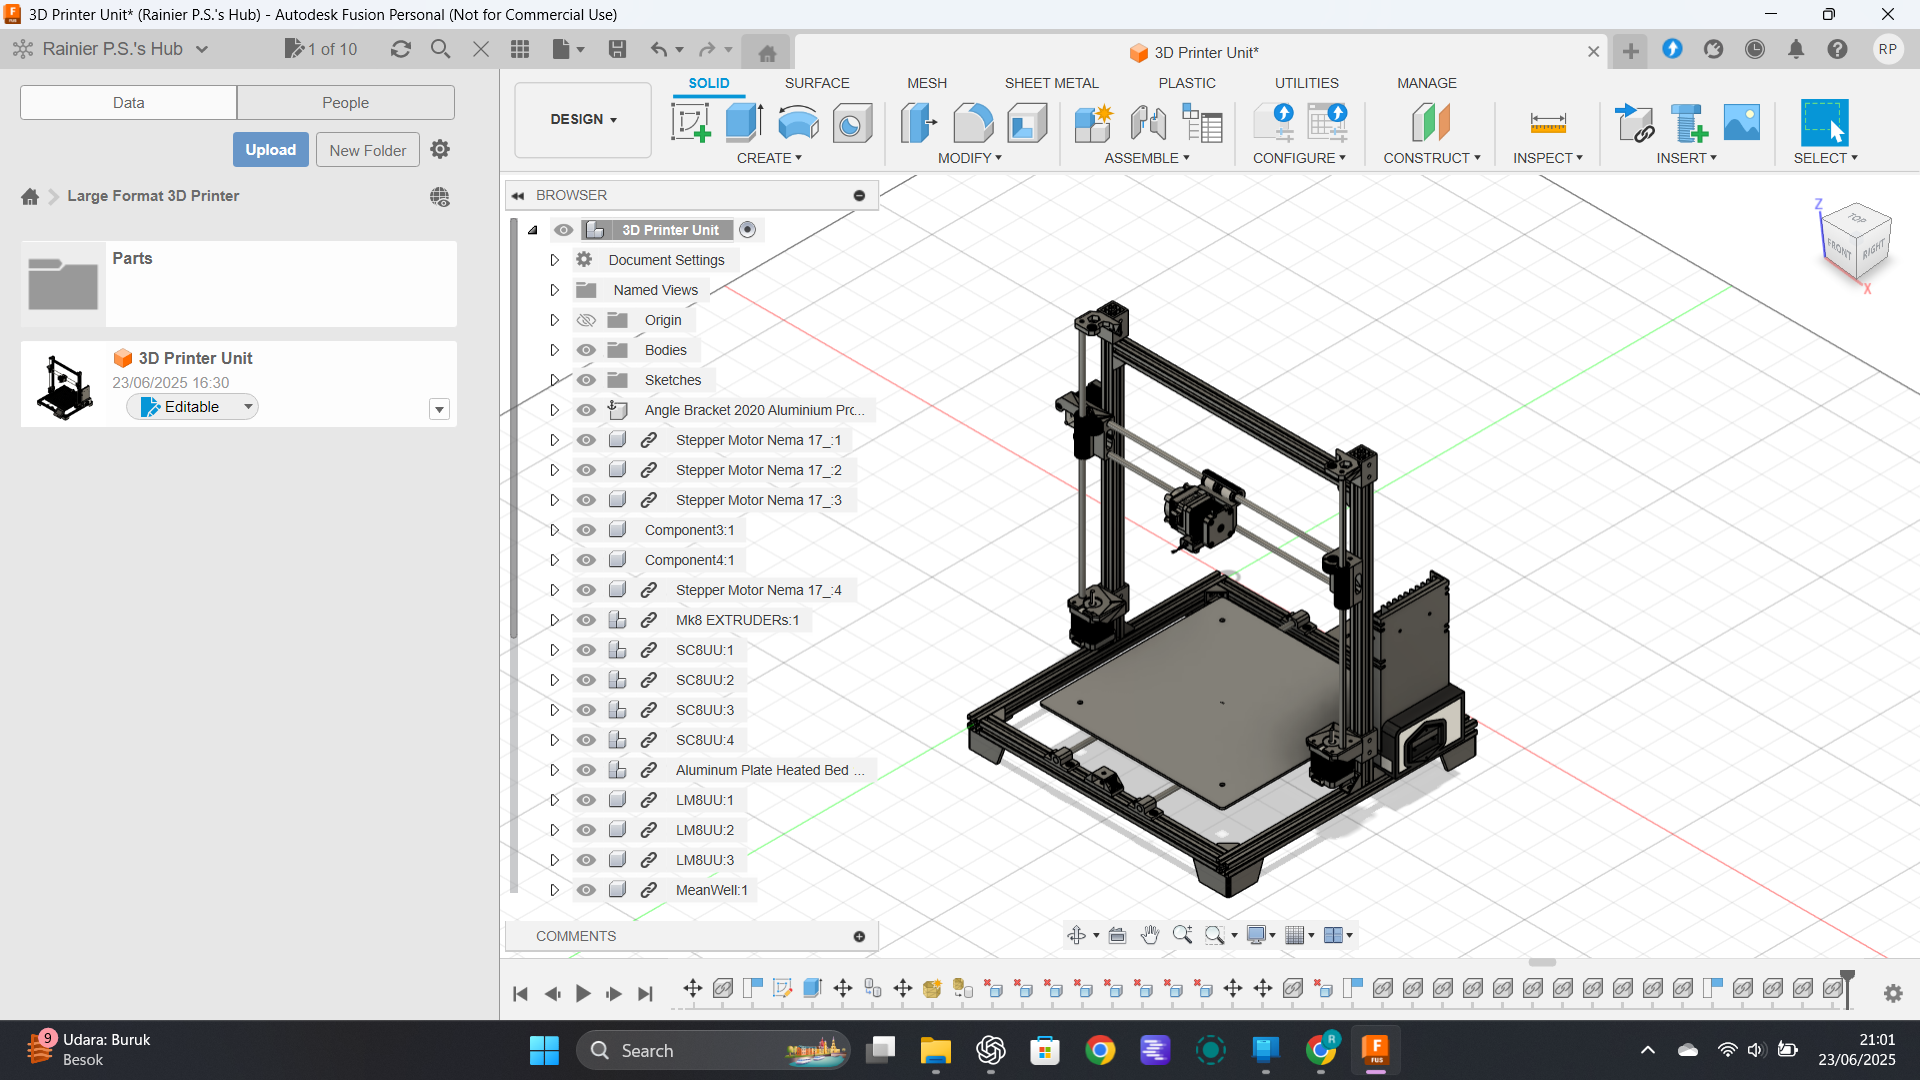 3D Printer Unit* (Rainier P.S.'s Hub) - Autodesk Fusion Personal (Not for Commercial Use)
Rainier P.S.'s Hub
1 of 10
3D Printer Unit*
RP
Data
People
Upload
New Folder
Large Format 3D Printer
Parts
3D Printer Unit
23/06/2025 16:30
Editable
DESIGN
SOLID
SURFACE
MESH
SHEET METAL
PLASTIC
UTILITIES
MANAGE
CREATE
MODIFY
ASSEMBLE
CONFIGURE
CONSTRUCT
INSPECT
INSERT
SELECT
BROWSER
3D Printer Unit
Document Settings
Named Views
Origin
Bodies
Sketches
Angle Bracket 2020 Aluminium Prc...
Stepper Motor Nema 17_:1
Stepper Motor Nema 17_:2
Stepper Motor Nema 17_:3
Component3:1
Component4:1
Stepper Motor Nema 17_:4
Mk8 EXTRUDERs:1
SC8UU:1
SC8UU:2
SC8UU:3
SC8UU:4
Aluminum Plate Heated Bed ...
LM8UU:1
LM8UU:2
LM8UU:3
MeanWell:1
COMMENTS
Z
TOP
FRONT
RIGHT
X
9
Udara: Buruk
Besok
Search
R
F
FUS
21:01
23/06/2025